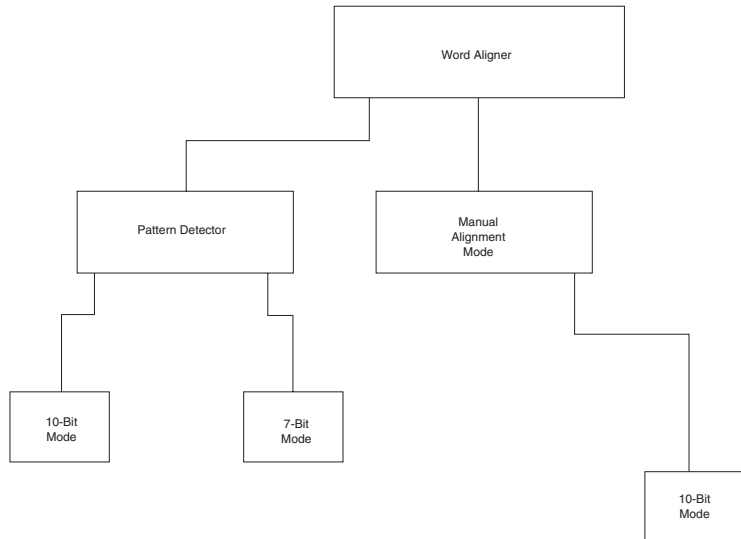 Word Aligner
Pattern Detector
Manual
Alignment
Mode
10-Bit
Mode
7-Bit
Mode
10-Bit
Mode